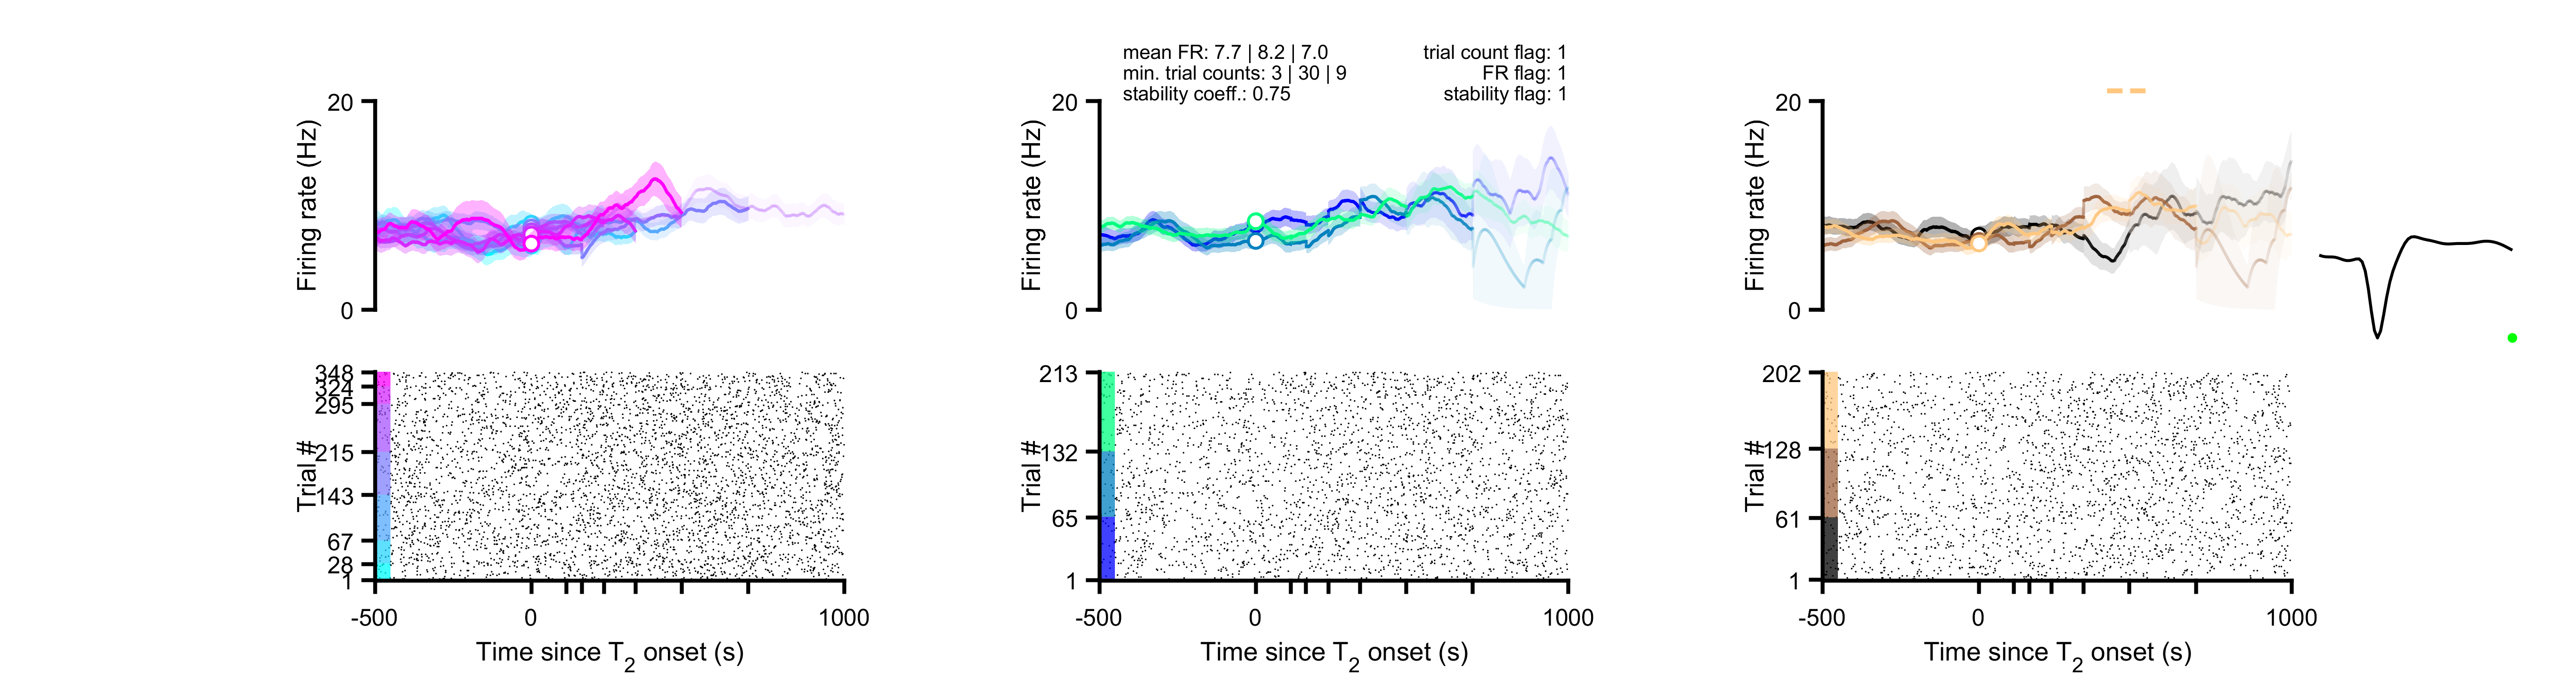 mean FR: 7.7 | 8.2 | 7.0
min. trial counts: 3 | 30 | 9
stability coeff.: 0.75
trial count flag: 1
FR flag: 1
stability flag: 1
20
Firing rate (Hz)
0
348
324
295
215
143
67
28
1
Trial #
-500
0
1000
Time since T2 onset (s)
20
Firing rate (Hz)
0
213
132
65
1
Trial #
-500
0
1000
Time since T2 onset (s)
20
Firing rate (Hz)
0
202
128
61
1
Trial #
-500
0
1000
Time since T2 onset (s)